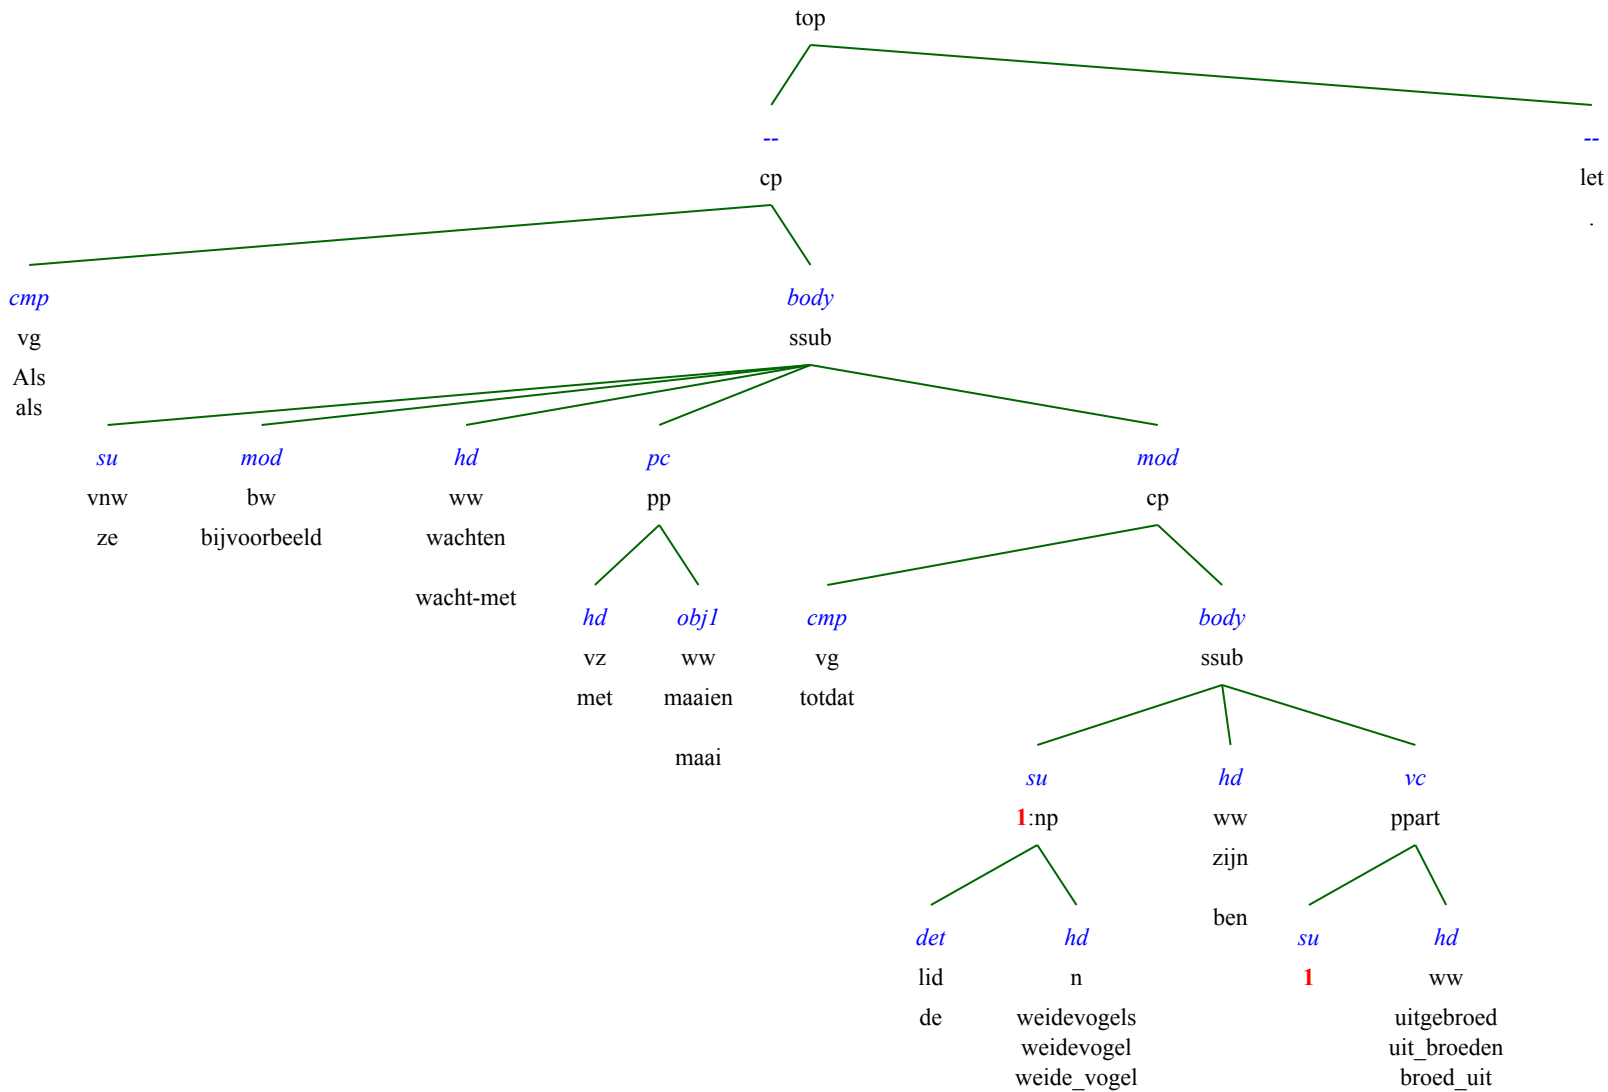 top
-- --
cp let
.
cmp body
vg ssub
Als
als
su mod hd pc mod
vnw bw ww pp cp
ze bijvoorbeeld wachten
wacht-met
hd obj1 cmp body
vz ww vg ssub
met maaien totdat
maai
su hd vc
1:np ww ppart
zijn
ben
det hd su hd
lid n 1 ww
de weidevogels uitgebroed
weidevogel uit_broeden
weide_vogel broed_uit